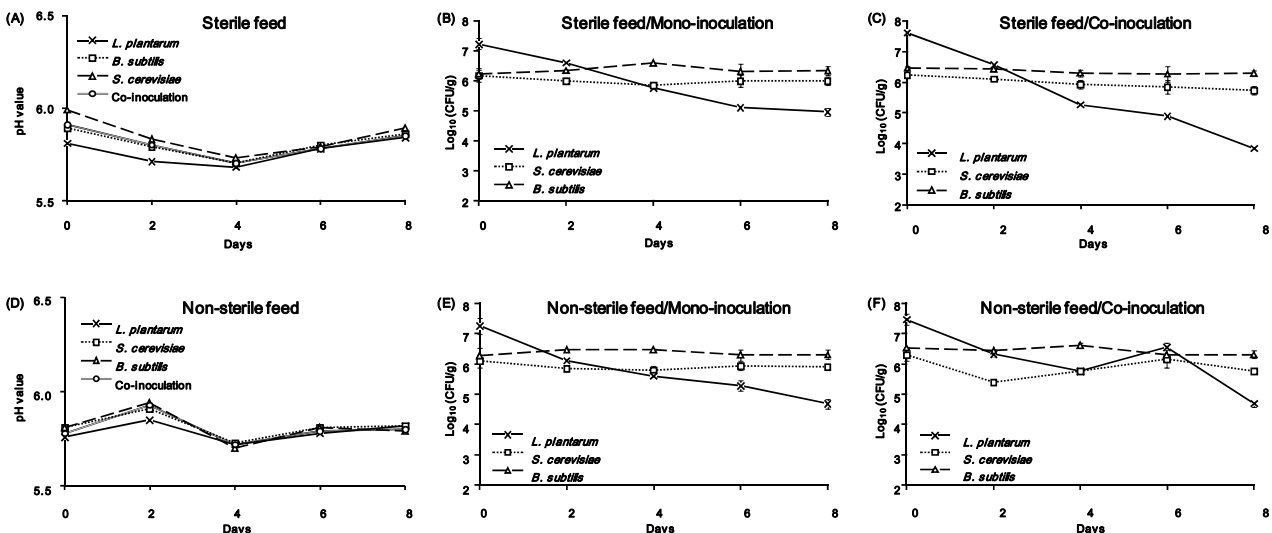 (A)
Sterile feed
6.5
6.0
5.5
pH value
L. plantarum
B. subtilis
S. cerevisiae
Co-inoculation
0 2 4 6 8
Days
(B)
Sterile feed/Mono-inoculation
8
7
6
5
4
3
2
Log10 (CFU/g)
L. plantarum
S. cerevisiae
B. subtilis
0 2 4 6 8
Days
(C)
Sterile feed/Co-inoculation
8
7
6
5
4
3
2
Log10 (CFU/g)
L. plantarum
S. cerevisiae
B. subtilis
0 2 4 6 8
Days
(D)
Non-sterile feed
6.5
6.0
5.5
pH value
L. plantarum
S. cerevisiae
B. subtilis
Co-inoculation
0 2 4 6 8
Days
(E)
Non-sterile feed/Mono-inoculation
8
7
6
5
4
3
2
Log10 (CFU/g)
L. plantarum
S. cerevisiae
B. subtilis
0 2 4 6 8
Days
(F)
Non-sterile feed/Co-inoculation
8
7
6
5
4
3
2
Log10 (CFU/g)
L. plantarum
S. cerevisiae
B. subtilis
0 2 4 6 8
Days